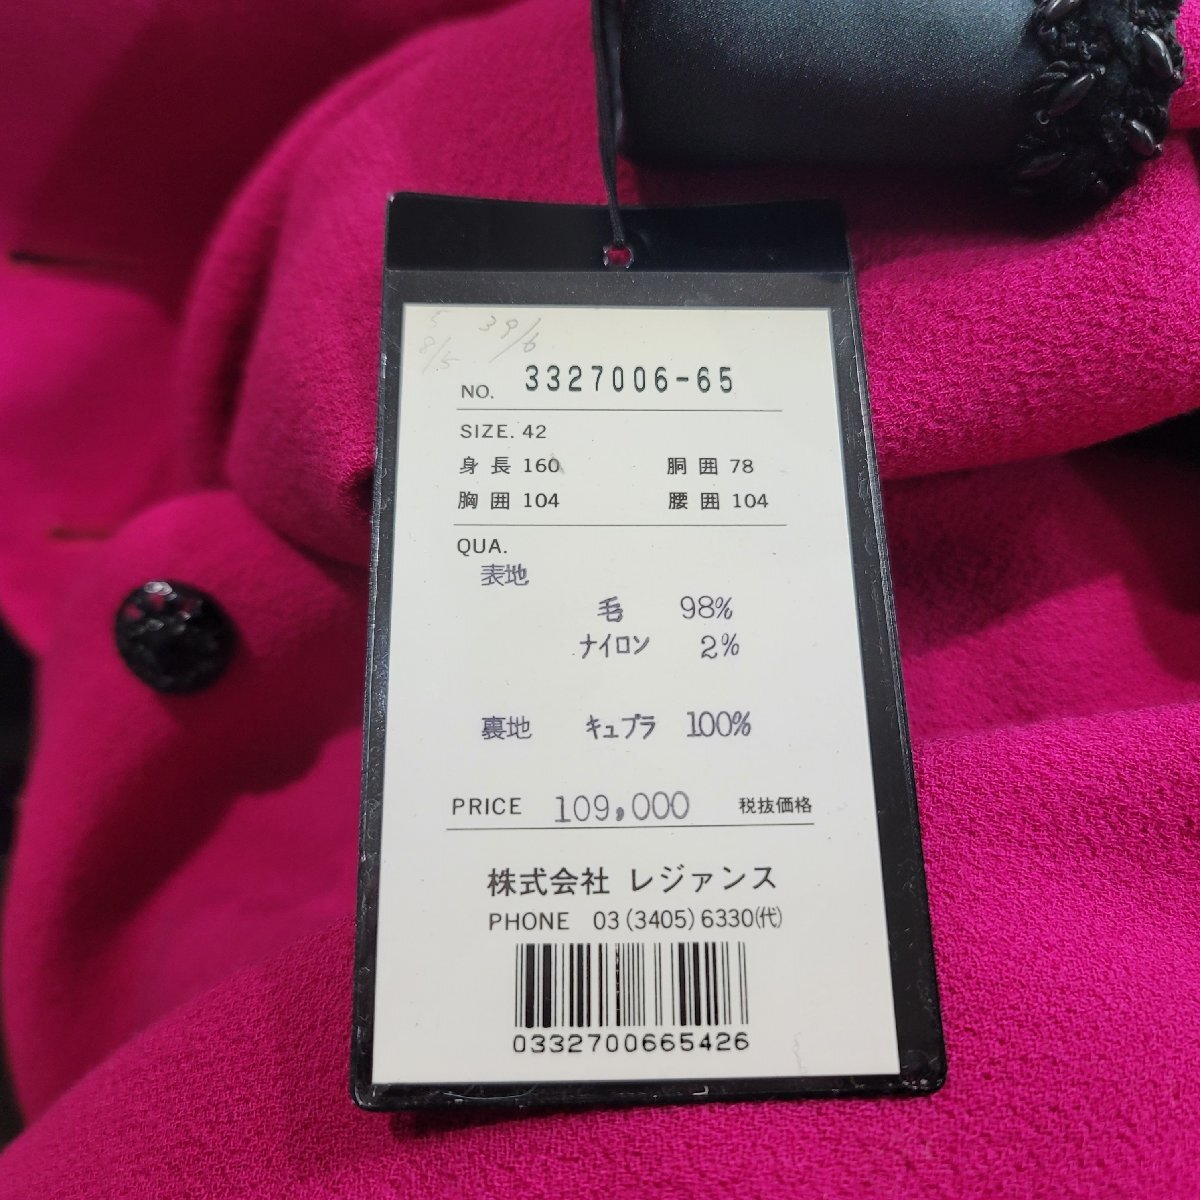 39/6
8/5
NO. 3327006-65
SIZE. 42
身長 160 胴囲 78
胸囲 104 腰囲 104
QUA.
表地
毛 98%
ナイロン 2%
裏地 キュプラ 100%
PRICE 109,000 税抜価格
株式会社 レジァンス
PHONE 03(3405)6330(代)
0332700665426